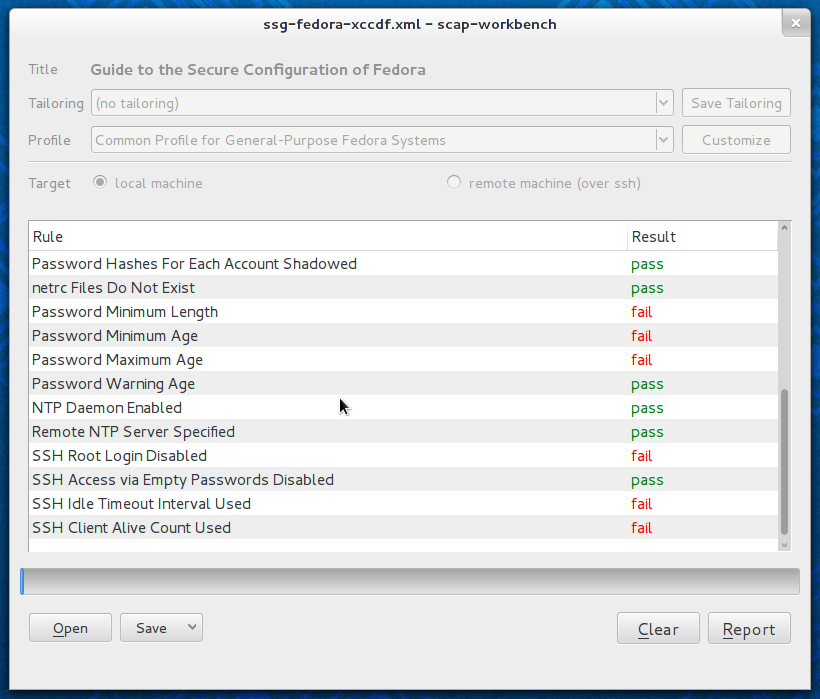 ssg-fedora-xccdf.xml – scap-workbench
Title Guide to the Secure Configuration of Fedora
Tailoring (no tailoring) Save Tailoring
Profile Common Profile for General-Purpose Fedora Systems Customize
Target local machine remote machine (over ssh)
Rule Result
Password Hashes For Each Account Shadowed pass
netrc Files Do Not Exist pass
Password Minimum Length fail
Password Minimum Age fail
Password Maximum Age fail
Password Warning Age pass
NTP Daemon Enabled pass
Remote NTP Server Specified pass
SSH Root Login Disabled fail
SSH Access via Empty Passwords Disabled pass
SSH Idle Timeout Interval Used fail
SSH Client Alive Count Used fail
Open Save Clear Report